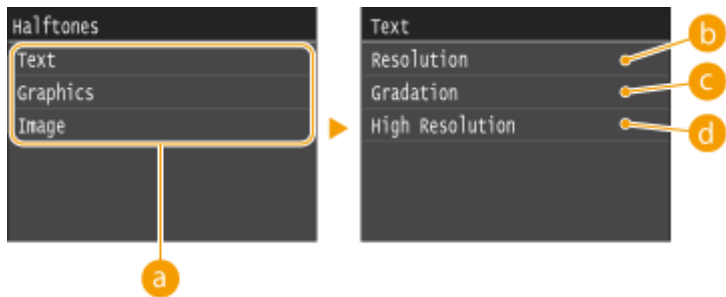 Halftones
Text
Graphics
Image
a
Text
Resolution
Gradation
High Resolution
b
c
d